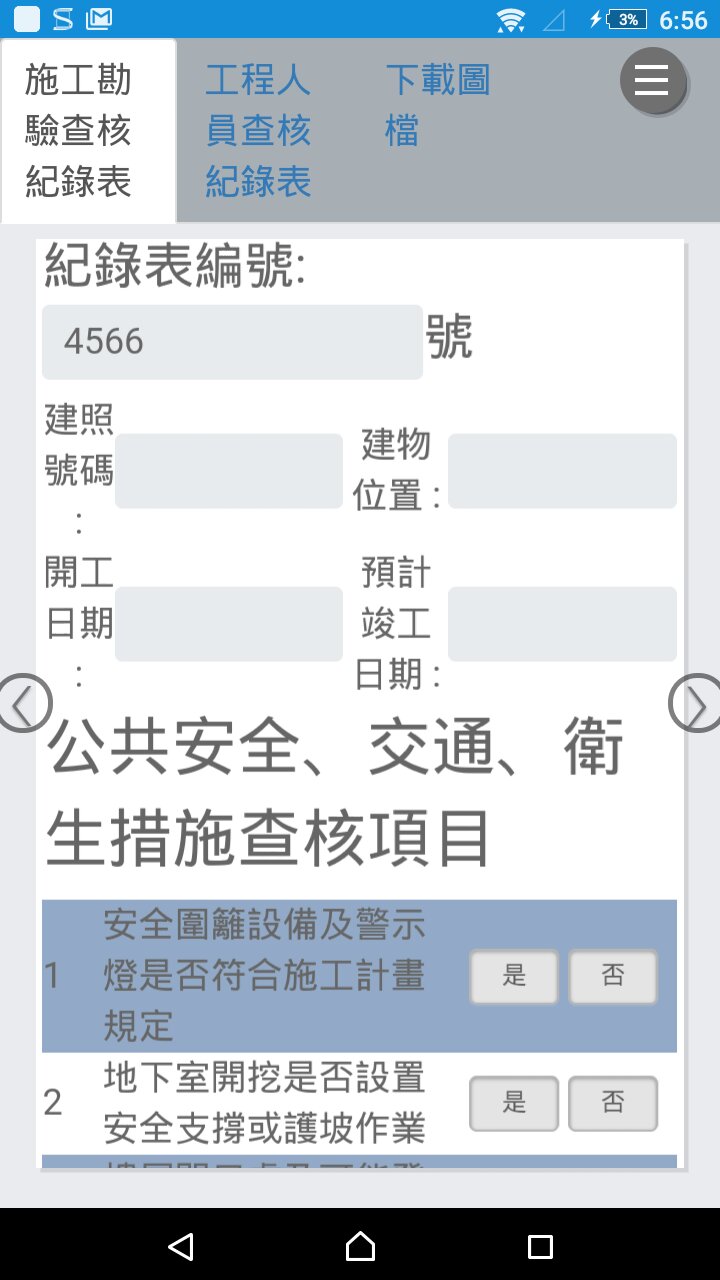 3% 6:56
施工勘
驗查核
紀錄表
工程人
員查核
紀錄表
下載圖
檔
紀錄表編號:
4566 號
建照
號碼
:
建物
位置 :
開工
日期
:
預計
竣工
日期 :
公共安全、交通、衛
生措施查核項目
1
安全圍籬設備及警示
燈是否符合施工計畫
規定
是 否
2
地下室開挖是否設置
安全支撐或護坡作業
是 否